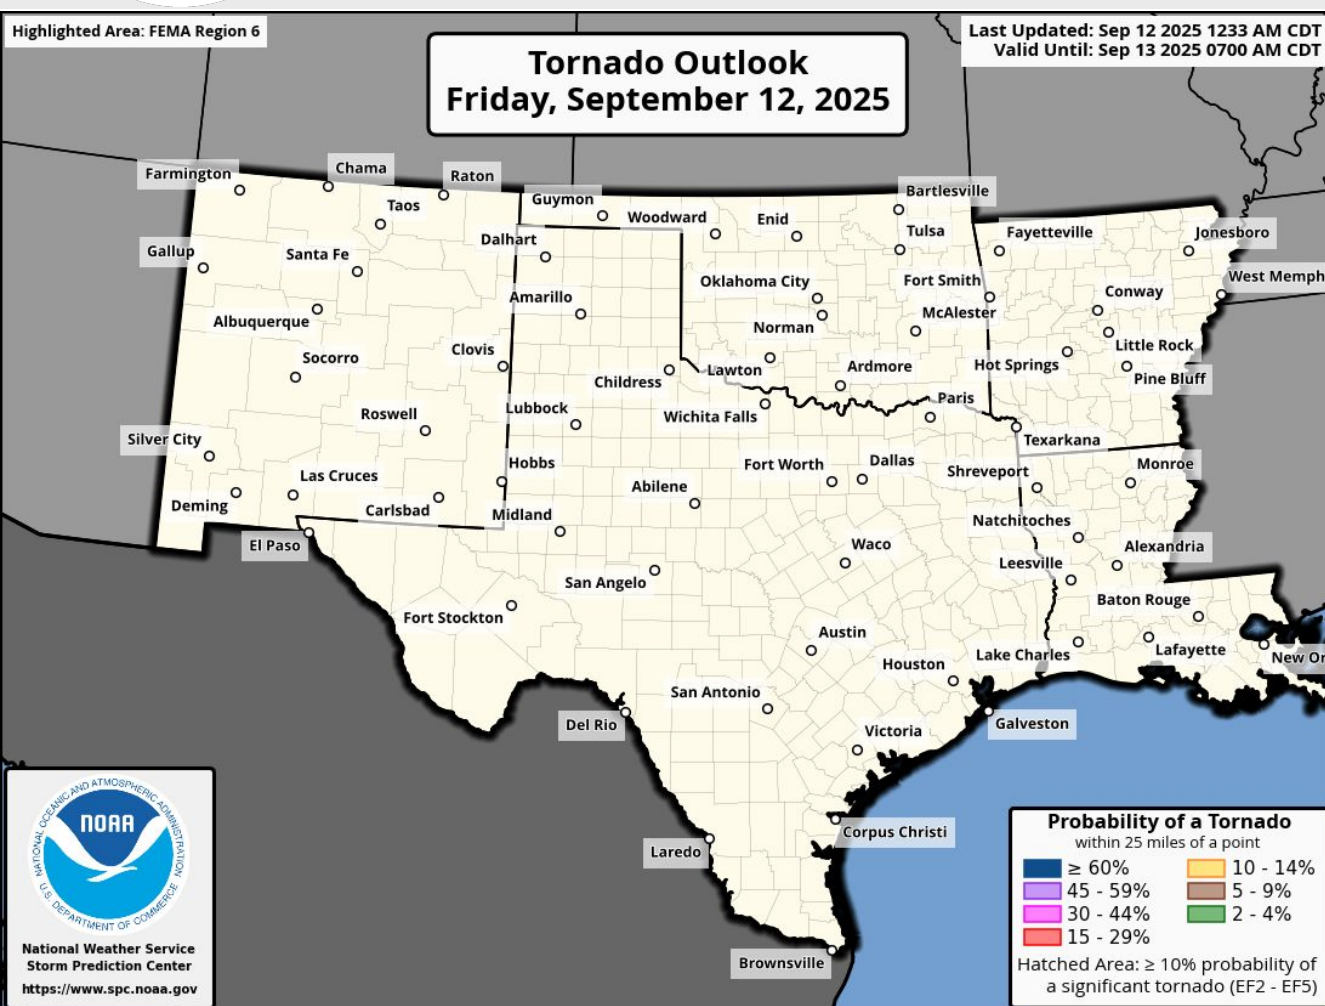 Highlighted Area: FEMA Region 6
Last Updated: Sep 12 2025 1233 AM CDT
Valid Until: Sep 13 2025 0700 AM CDT
Tornado Outlook
Friday, September 12, 2025
Farmington
Chama
Raton
Taos
Guymon
Woodward
Enid
Bartlesville
Tulsa
Fayetteville
Jonesboro
Gallup
Santa Fe
Dalhart
Oklahoma City
Fort Smith
Conway
West Memph
Albuquerque
Amarillo
Norman
McAlester
Little Rock
Socorro
Clovis
Childress
Lawton
Ardmore
Hot Springs
Pine Bluff
Roswell
Lubbock
Wichita Falls
Paris
Texarkana
Silver City
Las Cruces
Hobbs
Fort Worth
Dallas
Shreveport
Monroe
Deming
Carlsbad
Midland
Abilene
Natchitoches
El Paso
San Angelo
Waco
Leesville
Alexandria
Fort Stockton
Austin
Baton Rouge
Houston
Lake Charles
Lafayette
New Or
Del Rio
San Antonio
Victoria
Galveston
Laredo
Corpus Christi
Brownsville
NATIONAL OCEANIC AND ATMOSPHERIC ADMINISTRATION
NOAA
U.S. DEPARTMENT OF COMMERCE
National Weather Service
Storm Prediction Center
https://www.spc.noaa.gov
Probability of a Tornado
within 25 miles of a point
≥ 60%
10 - 14%
45 - 59%
5 - 9%
30 - 44%
2 - 4%
15 - 29%
Hatched Area: ≥ 10% probability of
a significant tornado (EF2 - EF5)